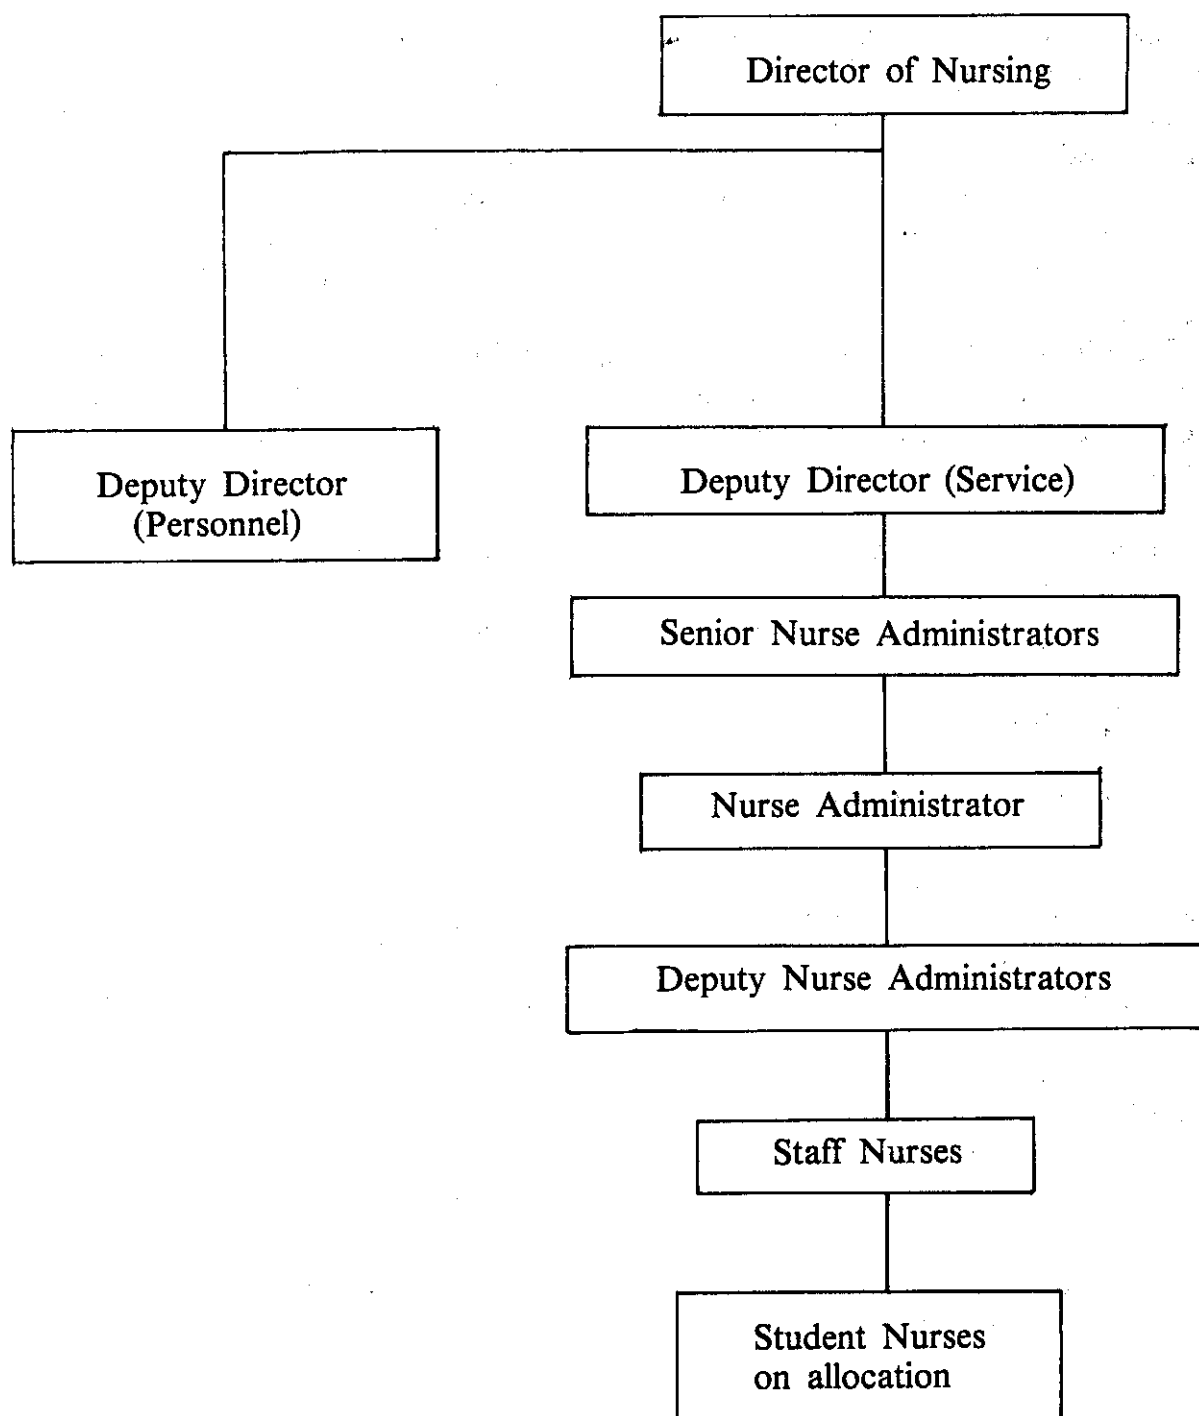 Director of Nursing
Deputy Director
(Personnel)
Deputy Director (Service)
Senior Nurse Administrators
Nurse Administrator
Deputy Nurse Administrators
Staff Nurses
Student Nurses
on allocation